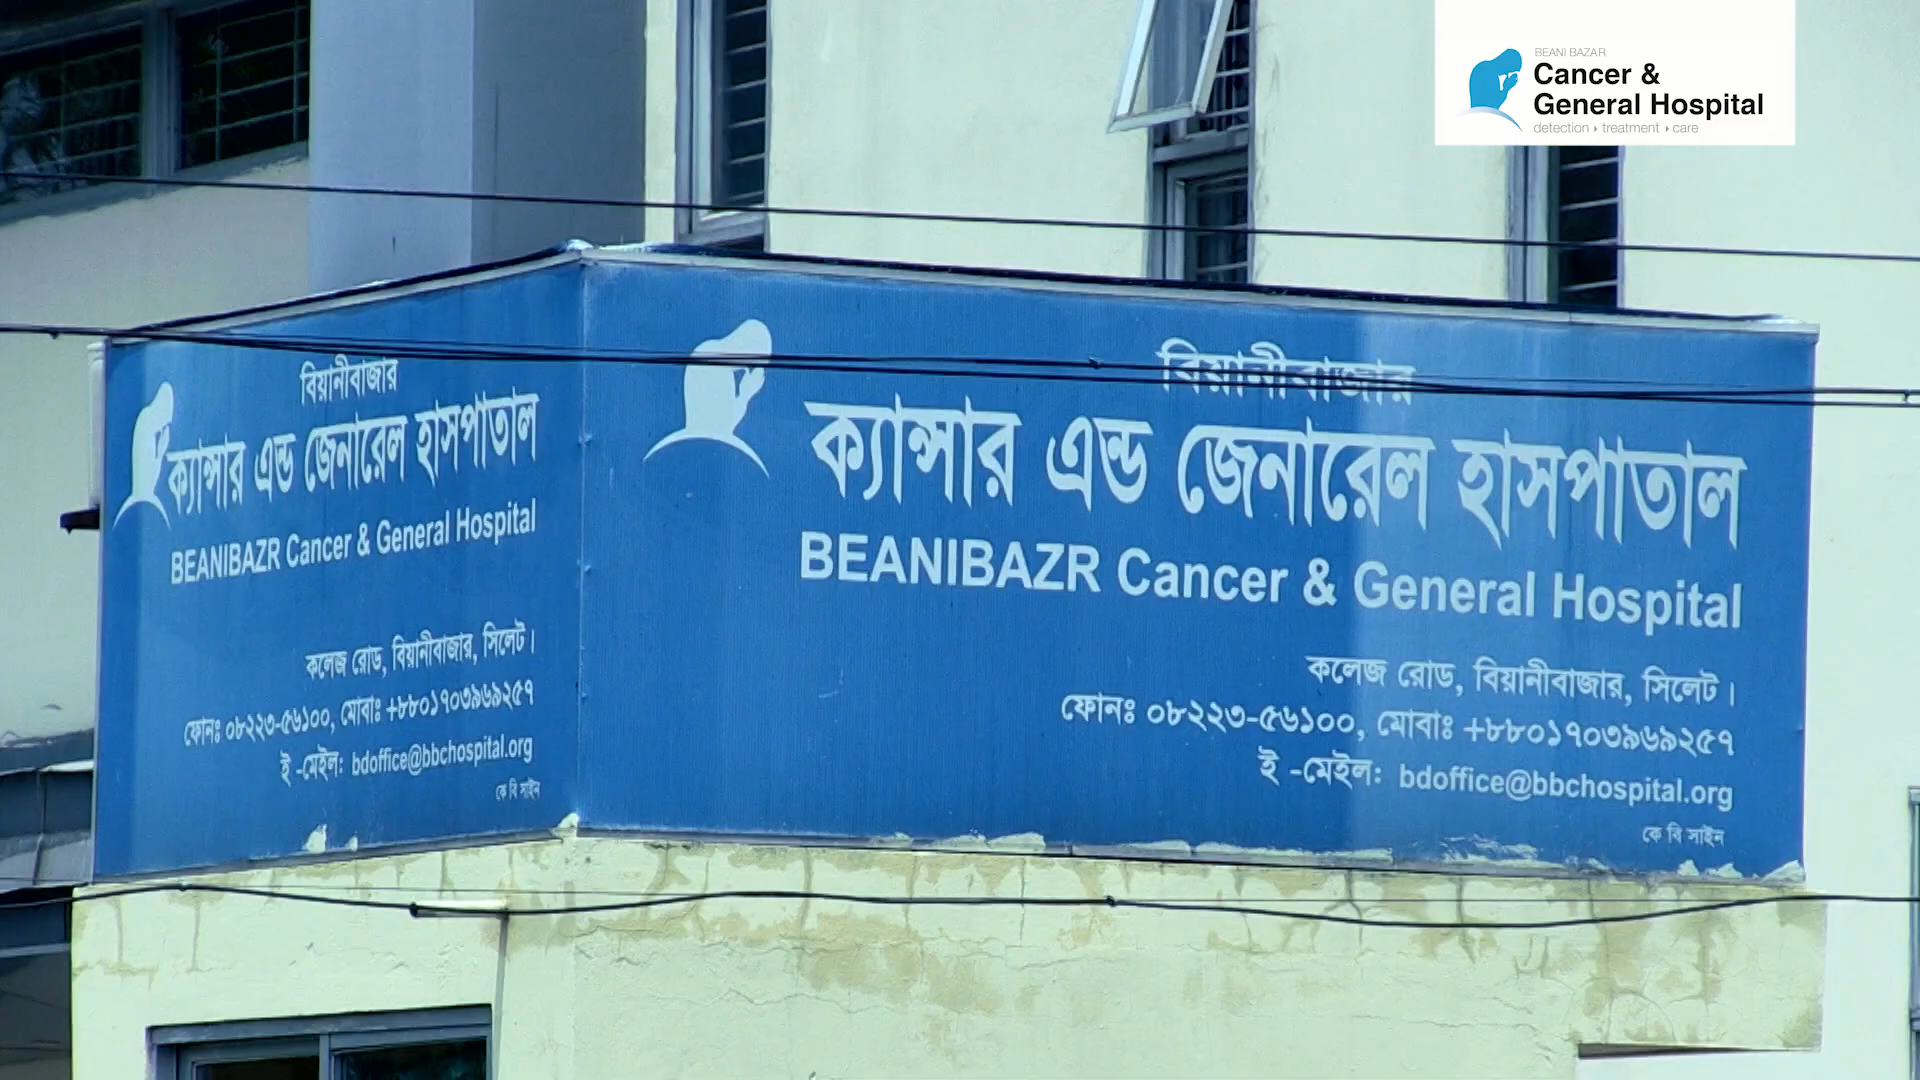 BEANI BAZAR
Cancer &
General Hospital
detection ▸ treatment ▸ care
বিয়ানীবাজার
ক্যান্সার এন্ড জেনারেল হাসপাতাল
BEANIBAZR Cancer & General Hospital
কলেজ রোড, বিয়ানীবাজার, সিলেট।
ফোনঃ ০৮২২৩-৫৬১০০, মোবাঃ +৮৮০১৭০৩৯৬৯২৫৭
ই -মেইল: bdoffice@bbchospital.org
কে বি সাইন
বিয়ানীবাজার
ক্যান্সার এন্ড জেনারেল হাসপাতাল
BEANIBAZR Cancer & General Hospital
কলেজ রোড, বিয়ানীবাজার, সিলেট।
ফোনঃ ০৮২২৩-৫৬১০০, মোবাঃ +৮৮০১৭০৩৯৬৯২৫৭
ই -মেইল: bdoffice@bbchospital.org
কে বি সাইন